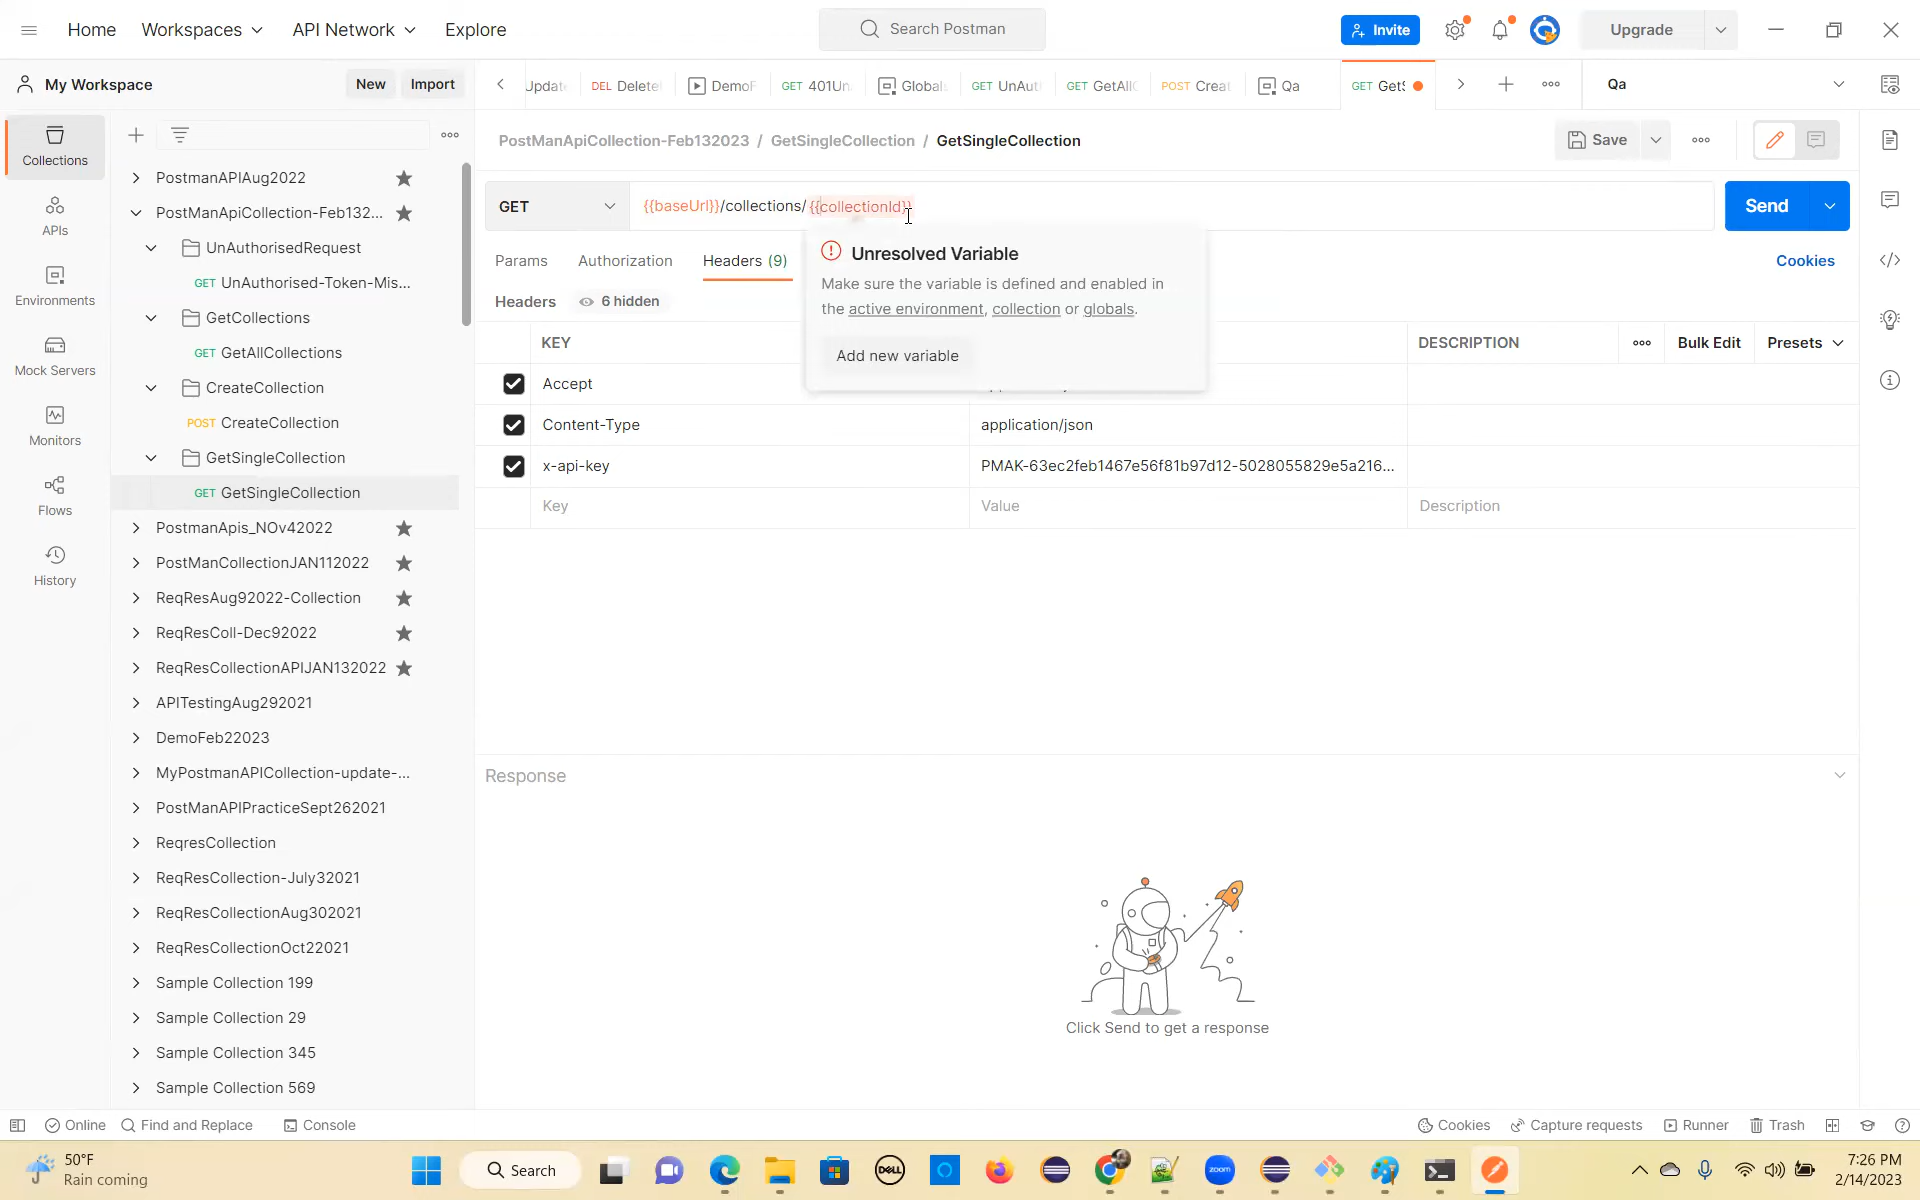 Home
Workspaces
API Network
Explore
Search Postman
Invite
Upgrade
My Workspace
New
Import
Update
DEL Delete
DemoF
GET 401Un
Global
GET UnAut
GET GetAll
POST Creat
Qa
GET GetS
Qa
Collections
APIs
Environments
Mock Servers
Monitors
Flows
History
PostmanAPIAug2022
PostManApiCollection-Feb132...
UnAuthorisedRequest
GET UnAuthorised-Token-Mis...
GetCollections
GET GetAllCollections
CreateCollection
POST CreateCollection
GetSingleCollection
GET GetSingleCollection
PostmanApis_NOv42022
PostManCollectionJAN112022
ReqResAug92022-Collection
ReqResColl-Dec92022
ReqResCollectionAPIJAN132022
APITestingAug292021
DemoFeb22023
MyPostmanAPICollection-update-...
PostManAPIPracticeSept262021
ReqresCollection
ReqResCollection-July32021
ReqResCollectionAug302021
ReqResCollectionOct22021
Sample Collection 199
Sample Collection 29
Sample Collection 345
Sample Collection 569
PostManApiCollection-Feb132023 / GetSingleCollection / GetSingleCollection
Save
GET
{{baseUrl}}/collections/{{collectionId}}
Send
Params
Authorization
Headers (9)
Cookies
Headers
6 hidden
Unresolved Variable
Make sure the variable is defined and enabled in
the active environment, collection or globals.
Add new variable
KEY
DESCRIPTION
Bulk Edit
Presets
Accept
Content-Type
application/json
x-api-key
PMAK-63ec2feb1467e56f81b97d12-5028055829e5a216...
Key
Value
Description
Response
Click Send to get a response
Online
Find and Replace
Console
Cookies
Capture requests
Runner
Trash
50°F
Rain coming
Search
DELL
zoom
7:26 PM
2/14/2023